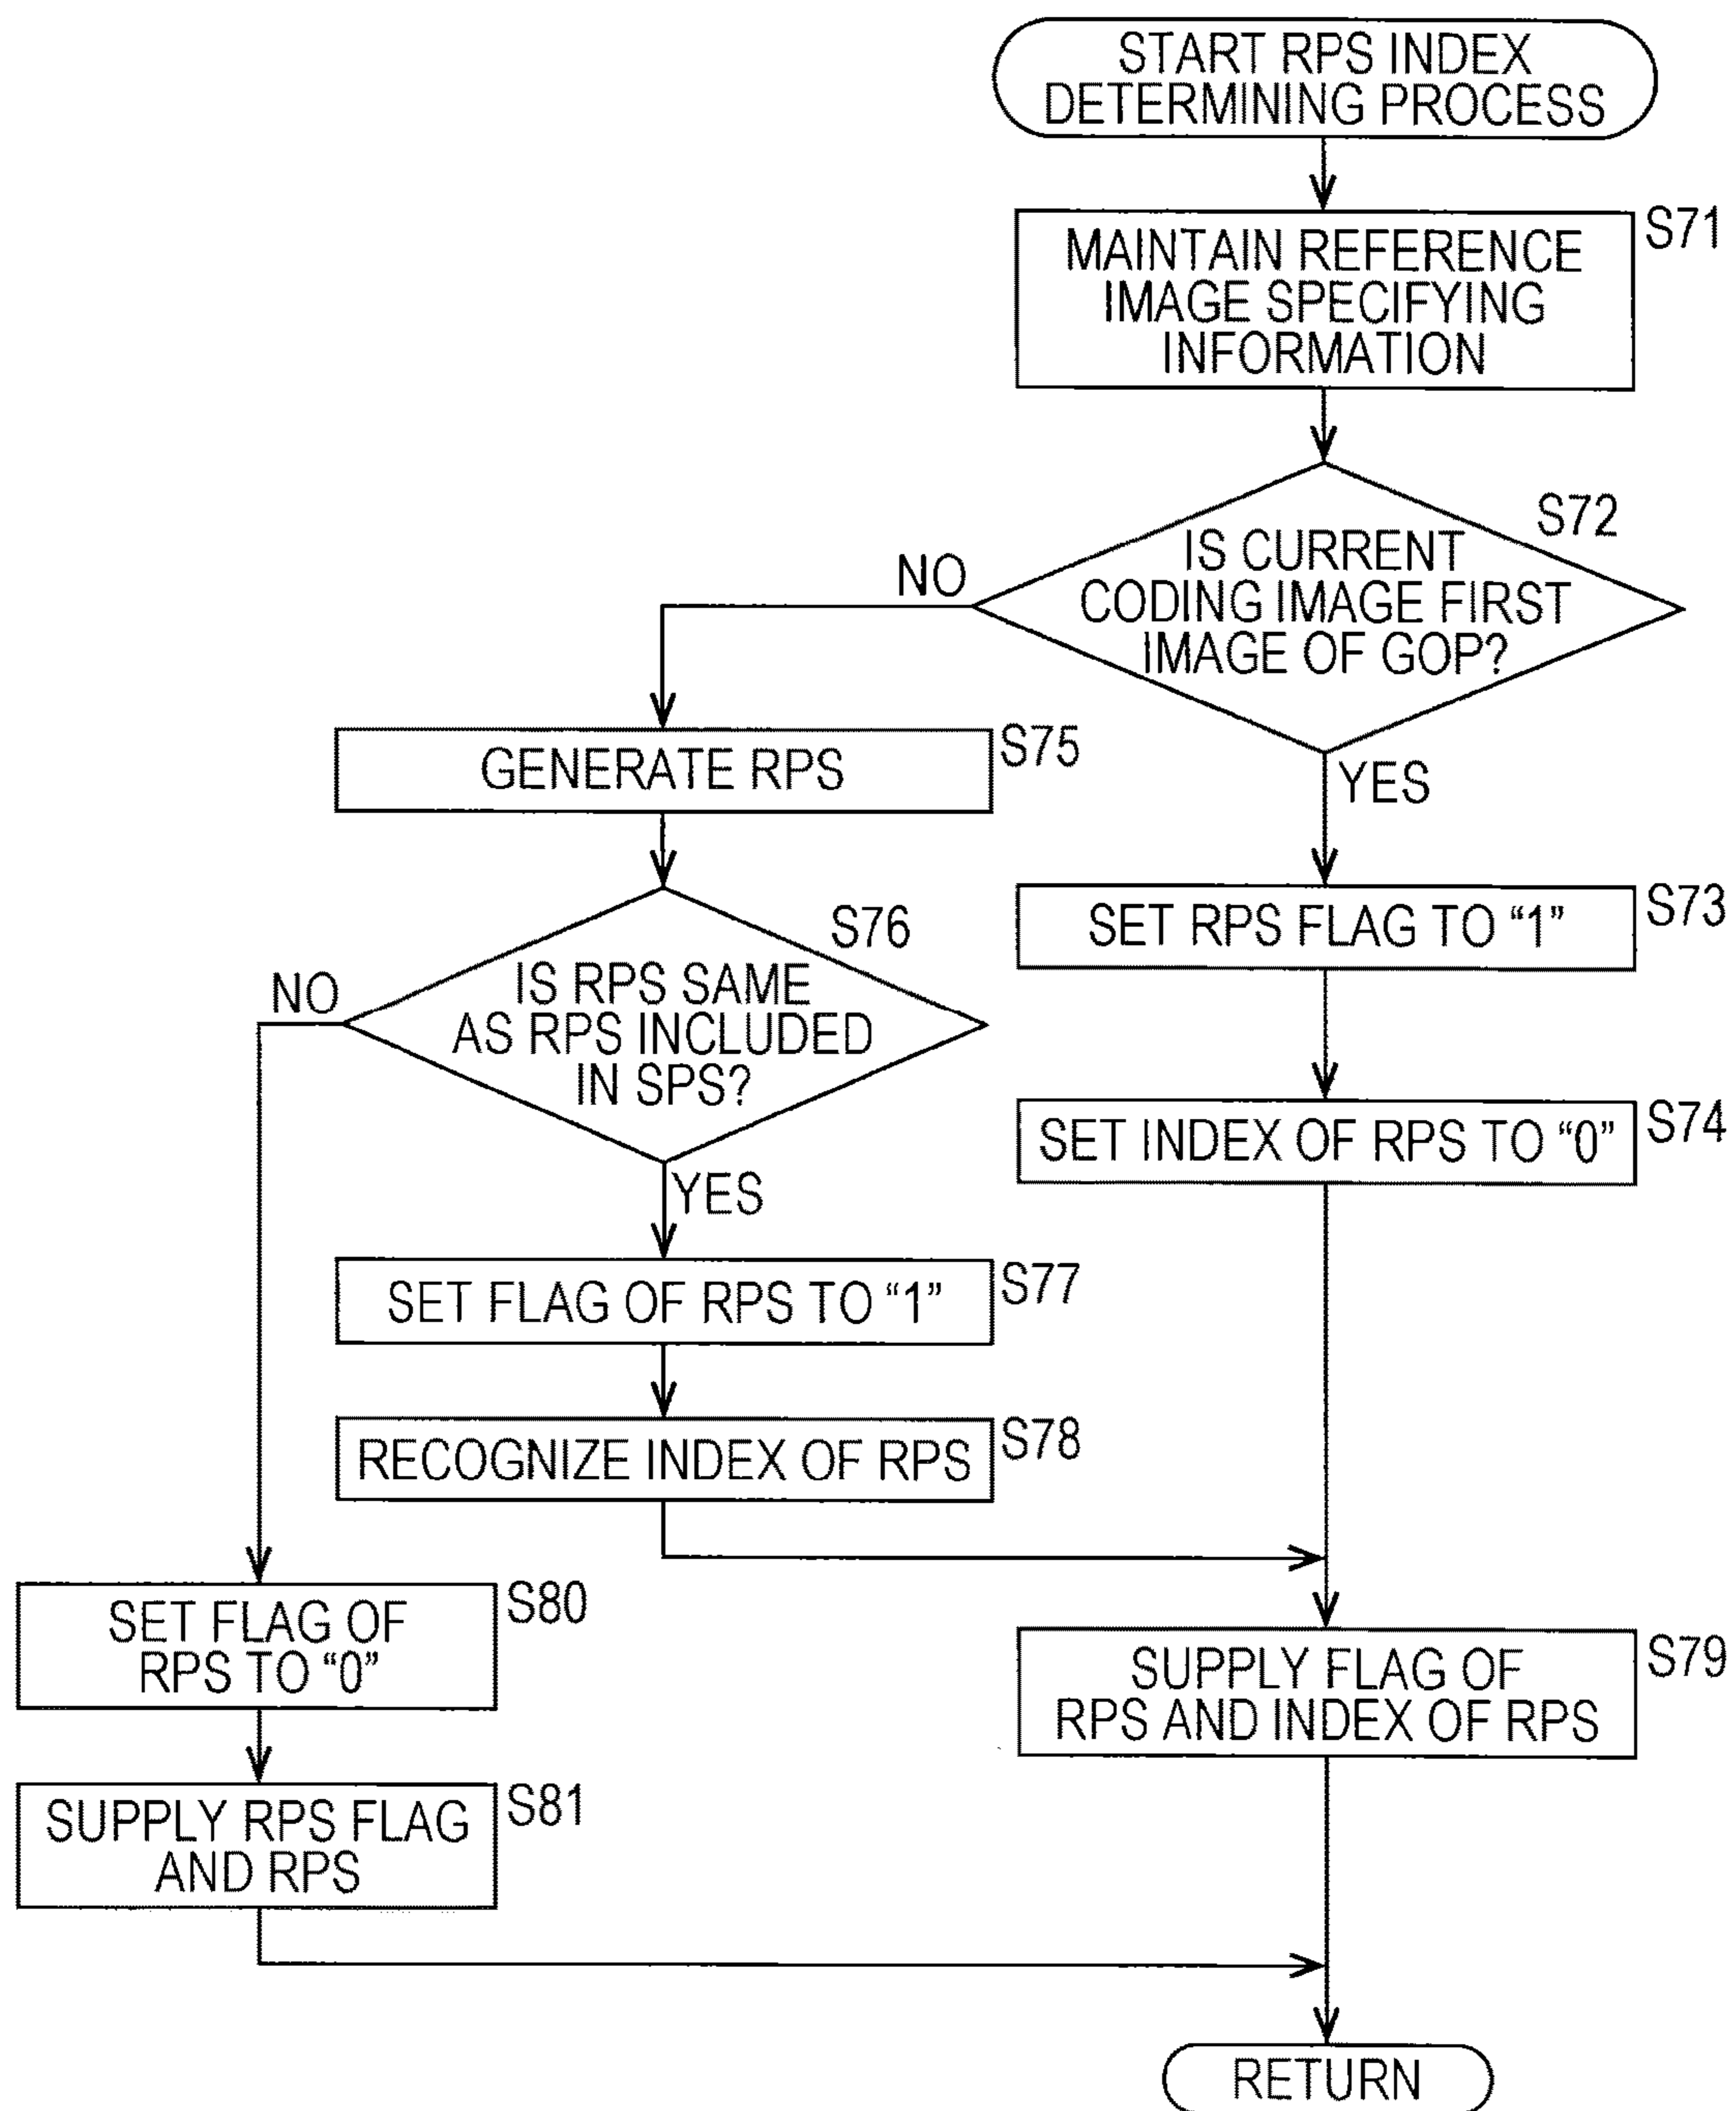 START RPS INDEX
DETERMINING PROCESS
S71
MAINTAIN REFERENCE
IMAGE SPECIFYING
INFORMATION
S72
IS CURRENT
CODING IMAGE FIRST
IMAGE OF GOP?
NO
YES
S75
GENERATE RPS
S73
SET RPS FLAG TO “1”
S76
IS RPS SAME
AS RPS INCLUDED
IN SPS?
NO
YES
S74
SET INDEX OF RPS TO “0”
S77
SET FLAG OF RPS TO “1”
S78
RECOGNIZE INDEX OF RPS
S80
SET FLAG OF
RPS TO “0”
S79
SUPPLY FLAG OF
RPS AND INDEX OF RPS
S81
SUPPLY RPS FLAG
AND RPS
RETURN